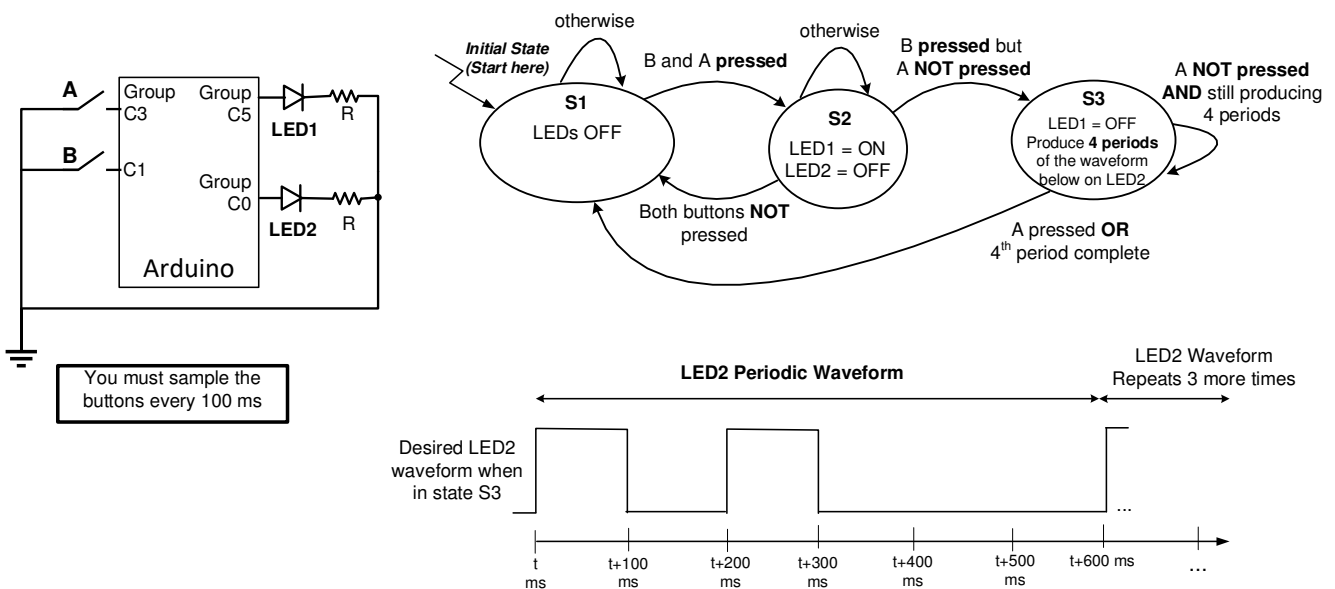 A
B
Group
C3
C1
Group
C5
Group
C0
LED1
R
LED2
R
Arduino
You must sample the
buttons every 100 ms
Initial State
(Start here)
otherwise
S1
LEDs OFF
B and A pressed
otherwise
S2
LED1 = ON
LED2 = OFF
Both buttons NOT
pressed
B pressed but
A NOT pressed
S3
LED1 = OFF
Produce 4 periods
of the waveform
below on LED2
A NOT pressed
AND still producing
4 periods
A pressed OR
4th period complete
LED2 Periodic Waveform
LED2 Waveform
Repeats 3 more times
Desired LED2
waveform when
in state S3
...
t
ms
t+100
ms
t+200
ms
t+300
ms
t+400
ms
t+500
ms
t+600 ms
...